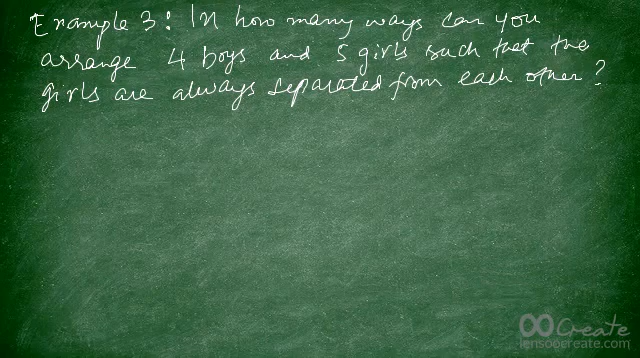 Example 3: In how many ways can you
arrange 4 boys and 5 girls such that the
girls are always separated from each other?
Create
lensoocreate.com